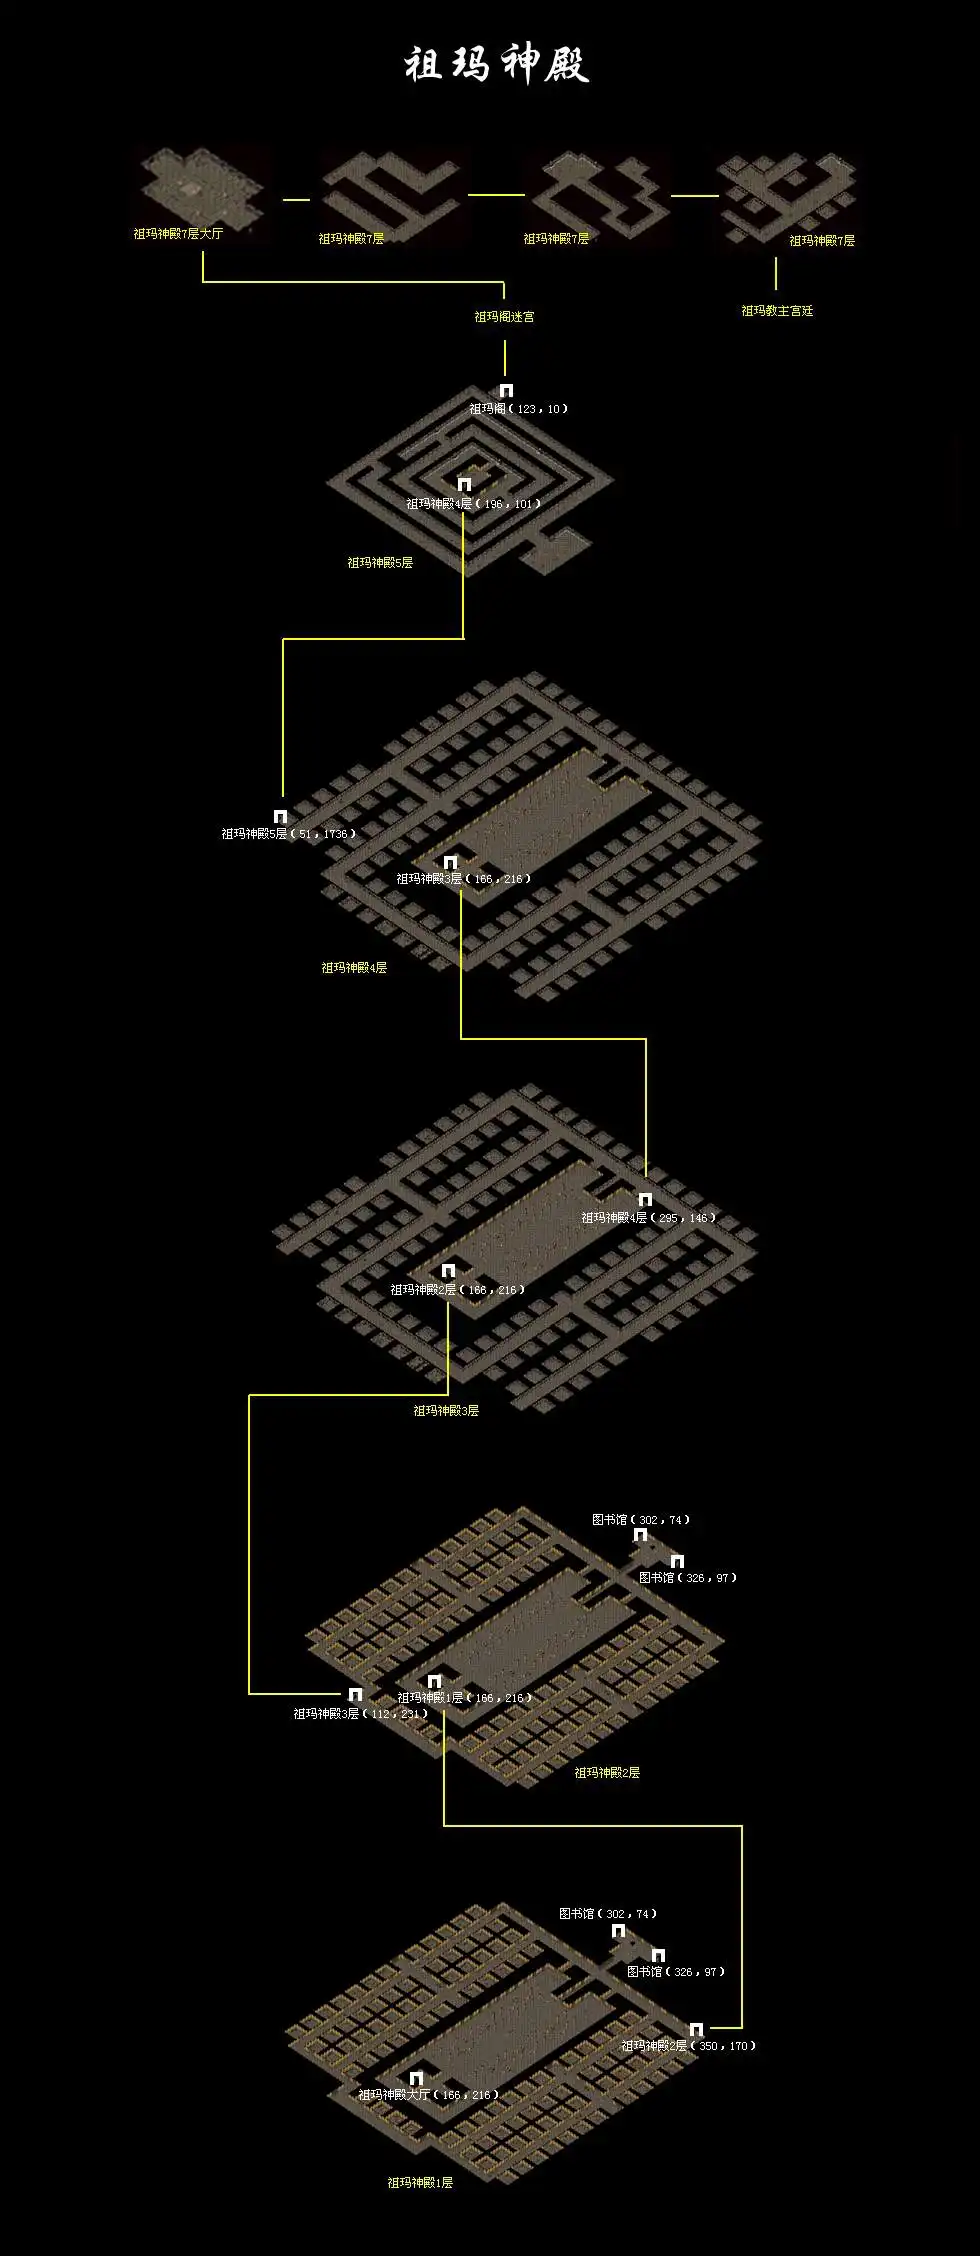 祖玛神殿
祖玛神殿7层大厅
祖玛神殿7层
祖玛神殿7层
祖玛神殿7层
祖玛阁迷宫
祖玛教主宫廷
祖玛阁(123,10)
祖玛神殿4层(196,101)
祖玛神殿5层
祖玛神殿5层(51,1736)
祖玛神殿3层(166,216)
祖玛神殿4层
祖玛神殿4层(295,146)
祖玛神殿2层(166,216)
祖玛神殿3层
图书馆(302,74)
图书馆(326,97)
祖玛神殿1层(166,216)
祖玛神殿3层(112,231)
祖玛神殿2层
图书馆(302,74)
图书馆(326,97)
祖玛神殿2层(350,170)
祖玛神殿大厅(166,216)
祖玛神殿1层